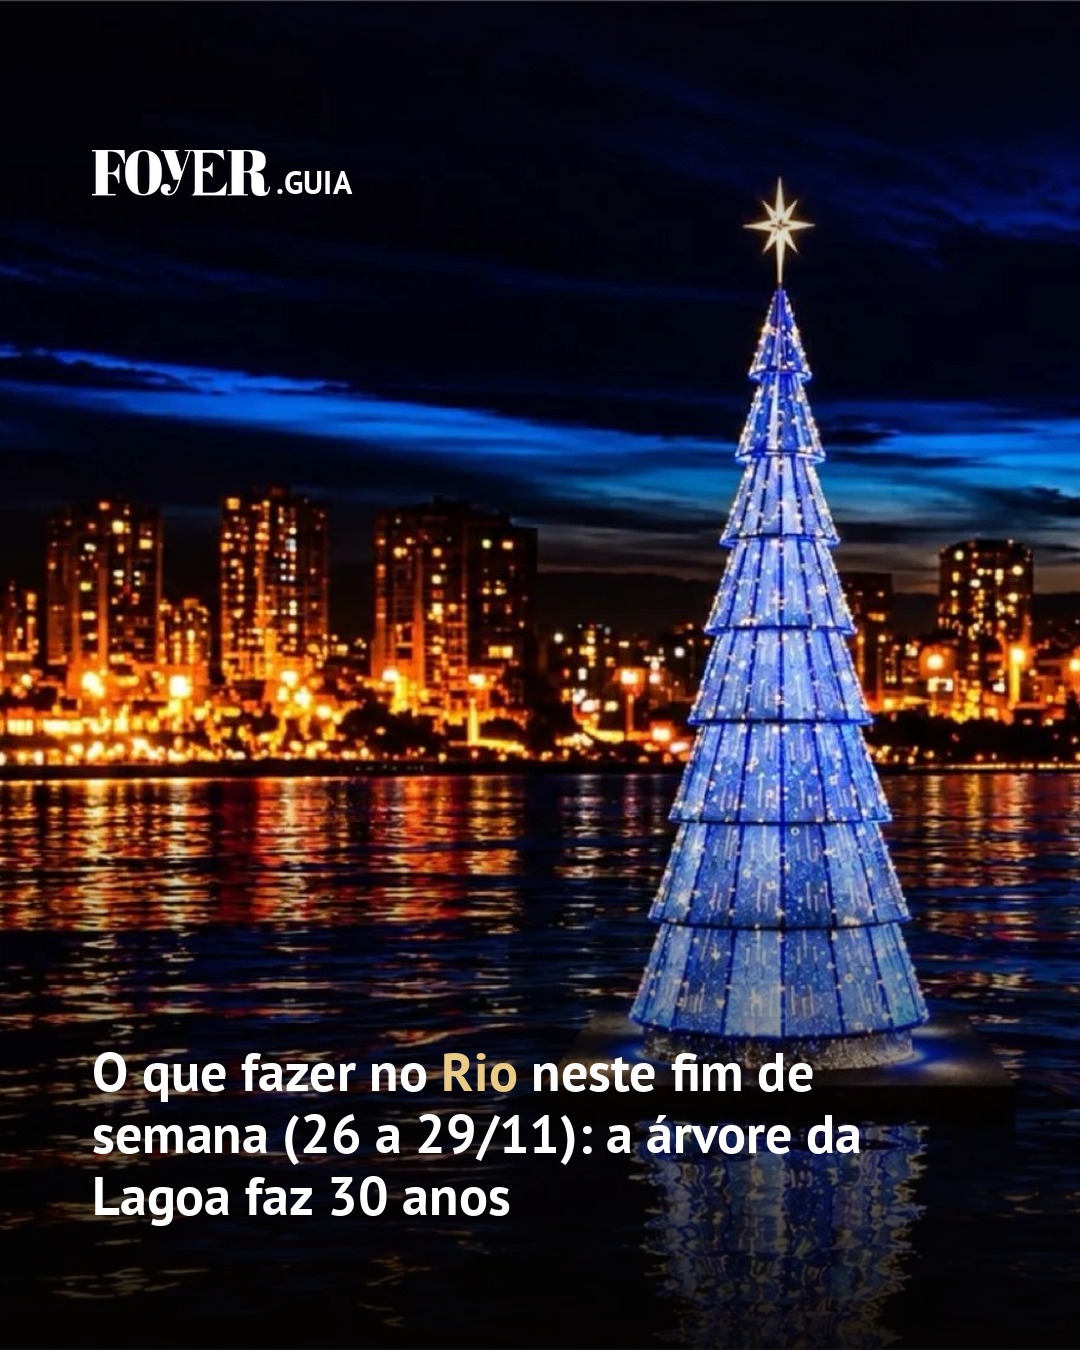 FOYER.GUIA
O que fazer no Rio neste fim de
semana (26 a 29/11): a árvore da
Lagoa faz 30 anos